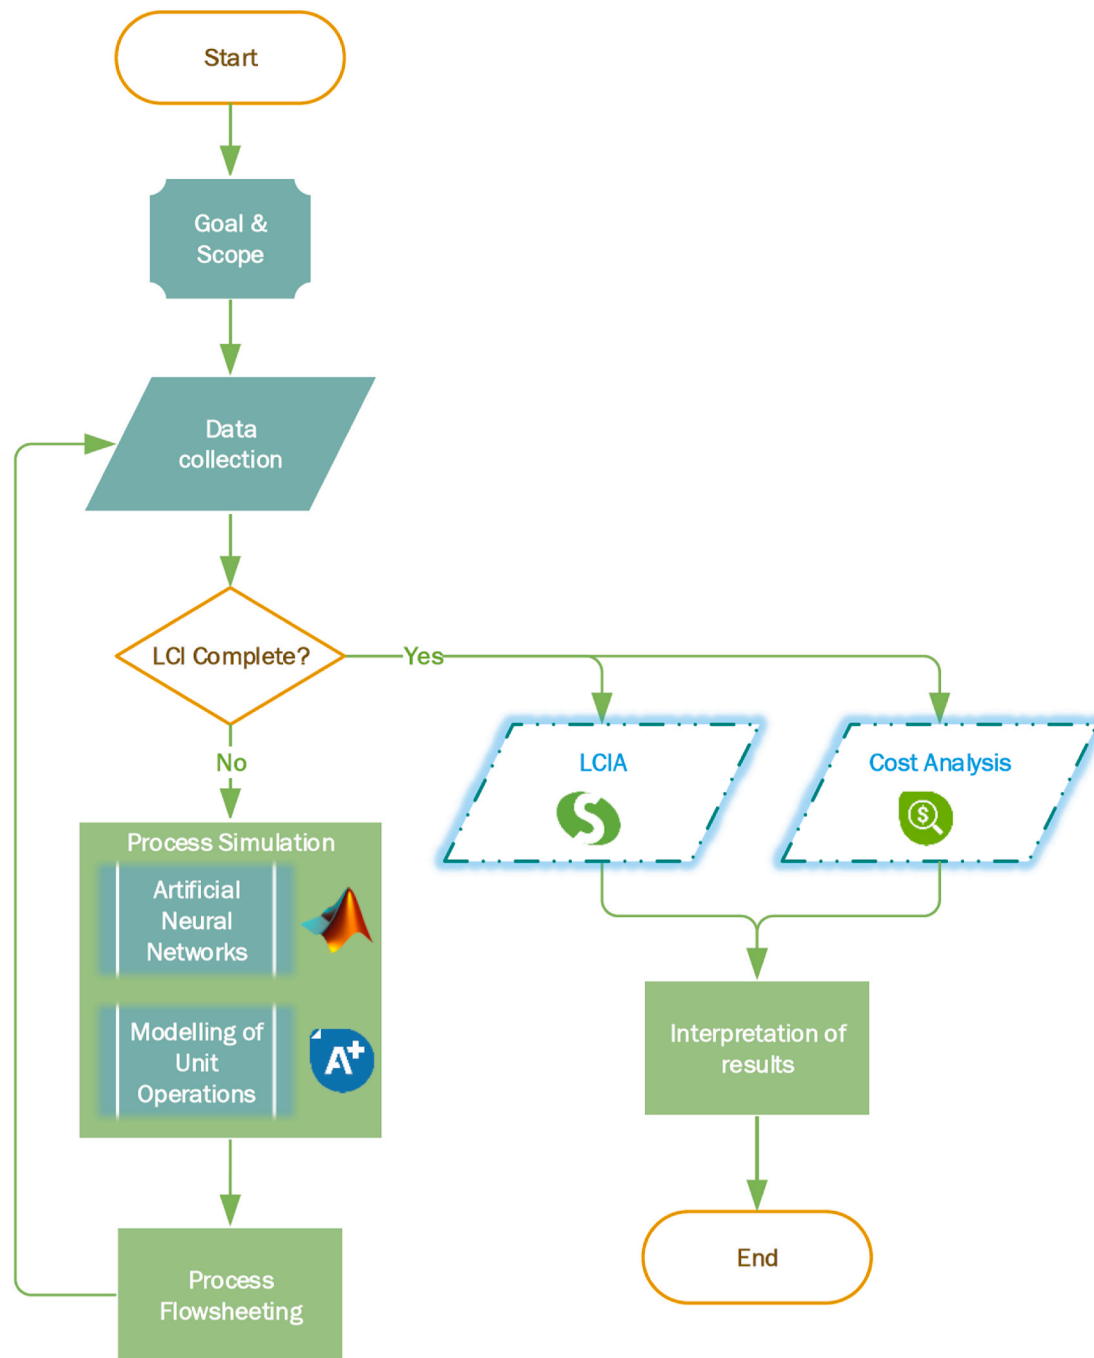 Start
Goal &
Scope
Data
collection
LCI Complete?
Yes
No
LCIA
Cost Analysis
$
Process Simulation
Artificial
Neural
Networks
Modelling of
Unit
Operations
A+
Interpretation of
results
Process
Flowsheeting
End